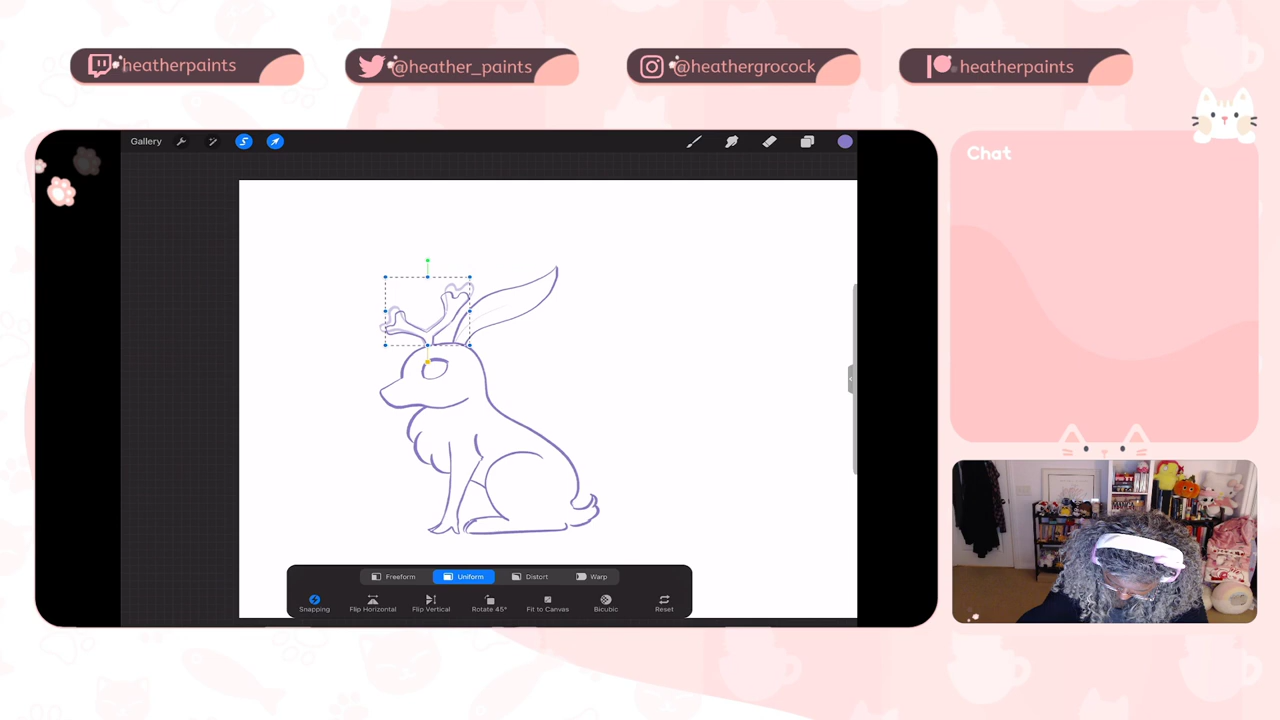 heatherpaints
@heather_paints
@heathergrocock
heatherpaints
Gallery
Chat
Freeform
Uniform
Distort
Warp
Snapping
Flip Horizontal
Flip Vertical
Rotate 45°
Fit to Canvas
Bicubic
Reset